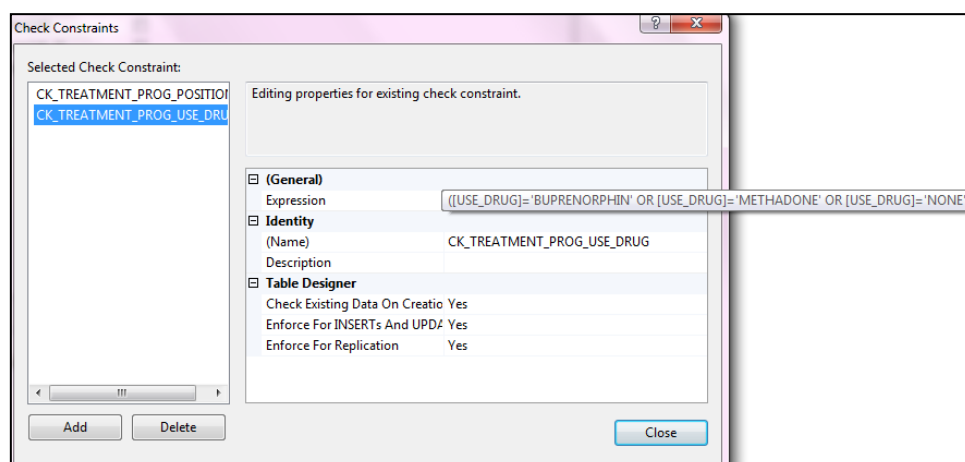 Check Constraints
Selected Check Constraint:
CK_TREATMENT_PROG_POSITION
CK_TREATMENT_PROG_USE_DRU
Editing properties for existing check constraint.
(General)
Expression ([USE_DRUG]='BUPRENORPHIN' OR [USE_DRUG]='METHADONE' OR [USE_DRUG]='NONE'
Identity
(Name) CK_TREATMENT_PROG_USE_DRUG
Description
Table Designer
Check Existing Data On Creatio Yes
Enforce For INSERTs And UPDA Yes
Enforce For Replication Yes
Add Delete
Close